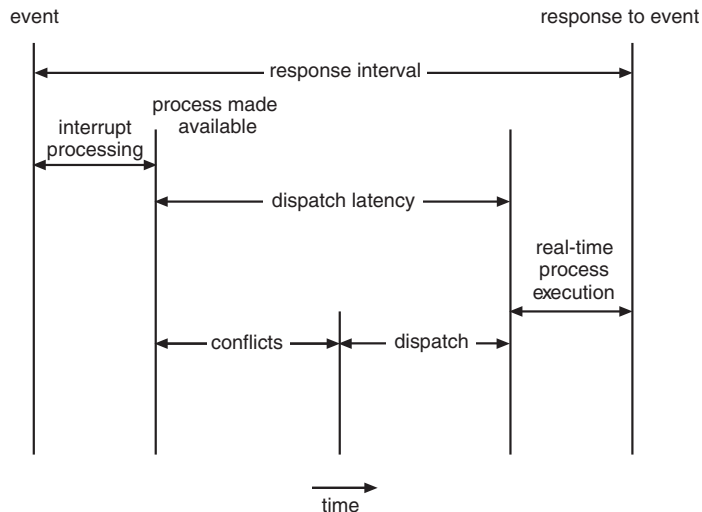 event
response to event
response interval
process made
available
interrupt
processing
dispatch latency
real-time
process
execution
conflicts
dispatch
time